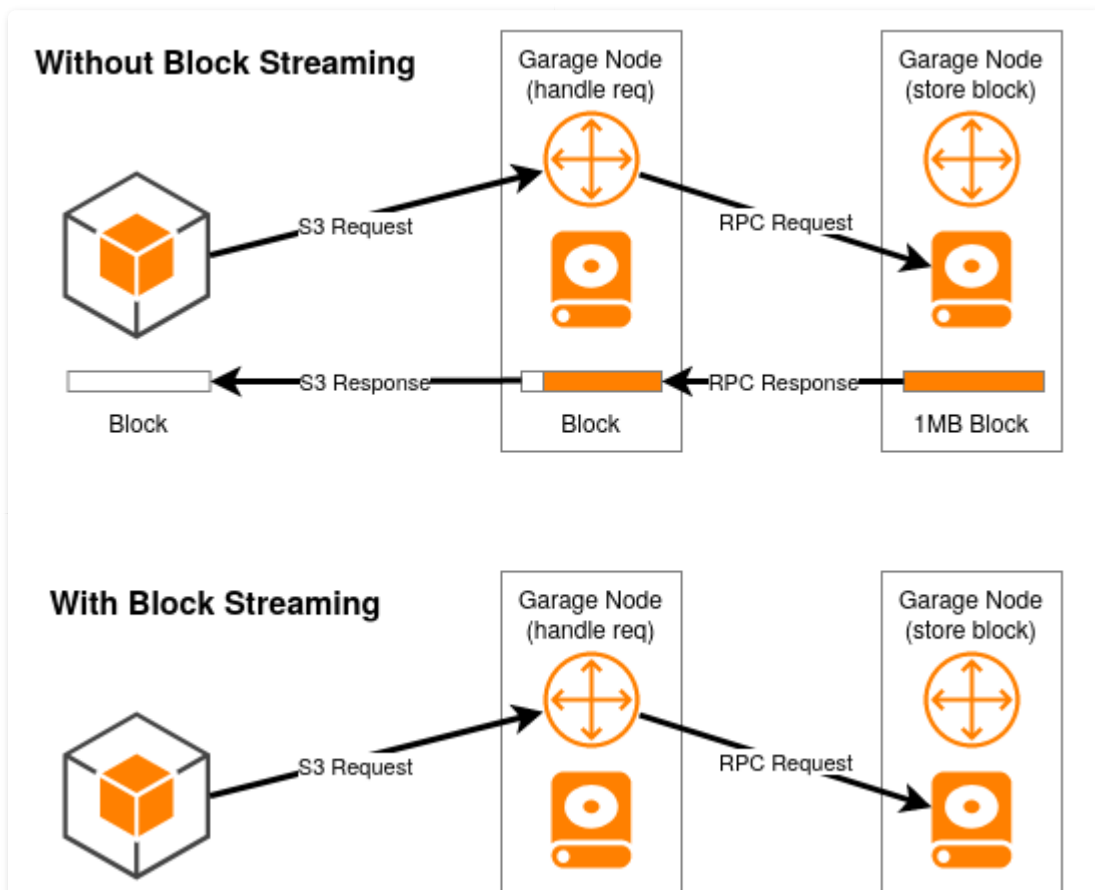 Without Block Streaming
Garage Node
(handle req)
Garage Node
(store block)
S3 Request
RPC Request
S3 Response
RPC Response
Block
Block
1MB Block
With Block Streaming
Garage Node
(handle req)
Garage Node
(store block)
S3 Request
RPC Request